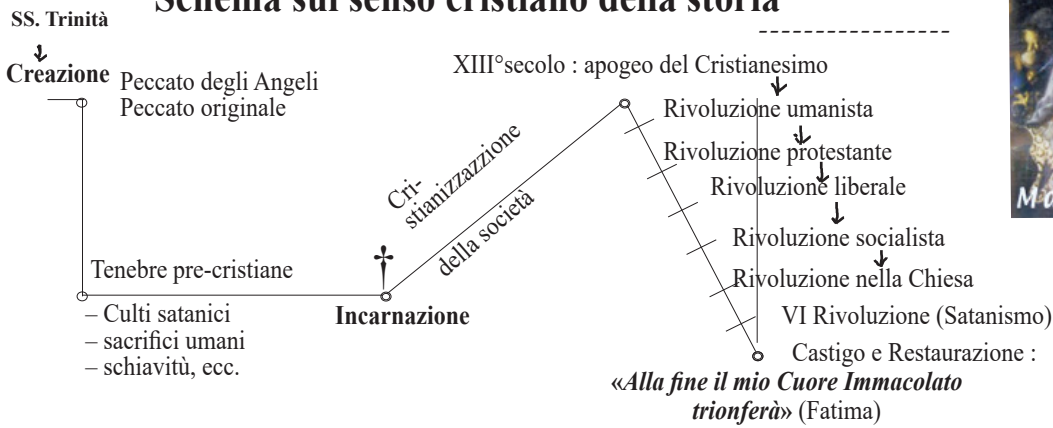 Schema sul senso cristiano della storia
SS. Trinità
Creazione
Peccato degli Angeli
Peccato originale
Tenebre pre-cristiane
– Culti satanici
– sacrifici umani
– schiavitù, ecc.
Incarnazione
Cri-
stianizzazzione
della società
XIII°secolo : apogeo del Cristianesimo
Rivoluzione umanista
Rivoluzione protestante
Rivoluzione liberale
Rivoluzione socialista
Rivoluzione nella Chiesa
VI Rivoluzione (Satanismo)
Castigo e Restaurazione :
«Alla fine il mio Cuore Immacolato
trionferà» (Fatima)